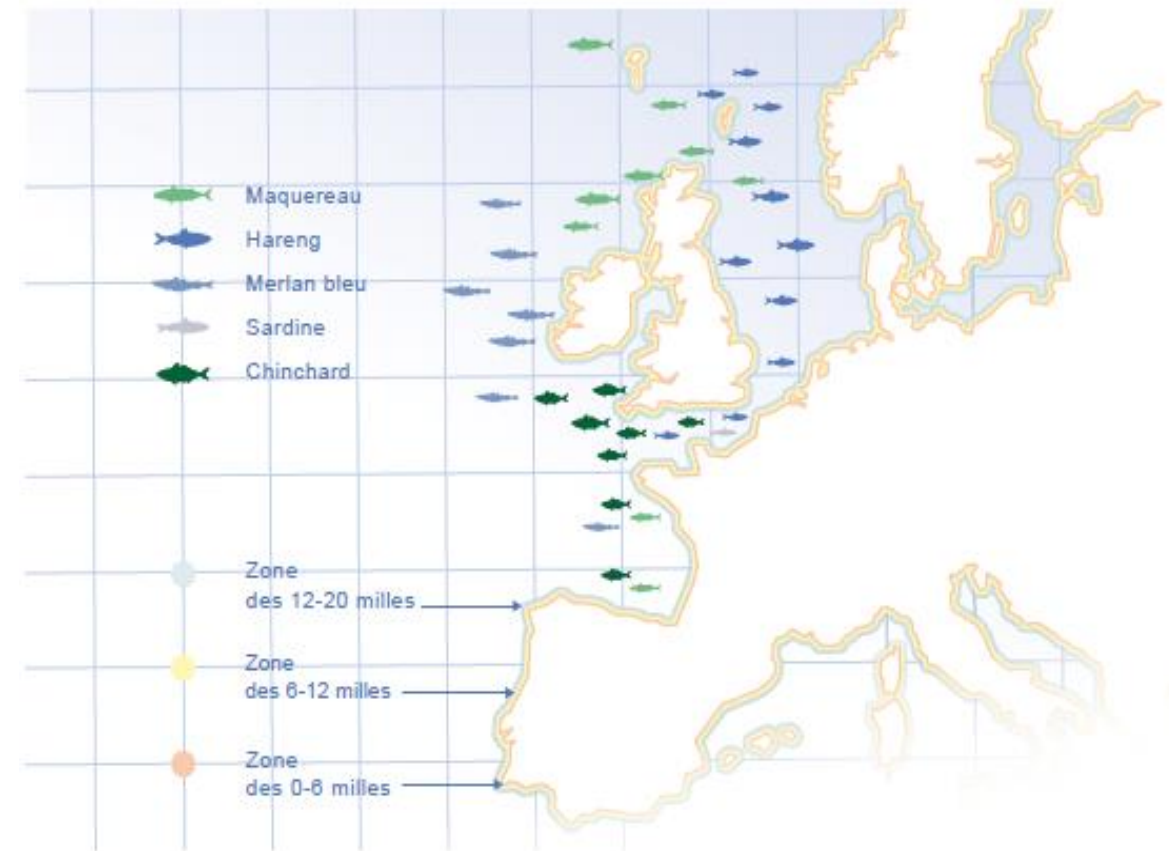 Maquereau
Hareng
Merlan bleu
Sardine
Chinchard
Zone
des 12-20 milles
Zone
des 6-12 milles
Zone
des 0-6 milles